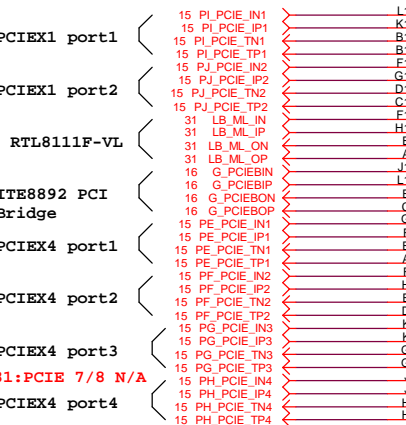 PCIEX1 port1
15 PI_PCIE_IN1
15 PI_PCIE_IP1
15 PI_PCIE_TN1
15 PI_PCIE_TP1
PCIEX1 port2
15 PJ_PCIE_IN2
15 PJ_PCIE_IP2
15 PJ_PCIE_TN2
15 PJ_PCIE_TP2
RTL8111F-VL
31 LB_ML_IN
31 LB_ML_IP
31 LB_ML_ON
31 LB_ML_OP
ITE8892 PCI
Bridge
16 G_PCIEBIN
16 G_PCIEBIP
16 G_PCIEBON
16 G_PCIEBOP
PCIEX4 port1
15 PE_PCIE_IN1
15 PE_PCIE_IP1
15 PE_PCIE_TN1
15 PE_PCIE_TP1
PCIEX4 port2
15 PF_PCIE_IN2
15 PF_PCIE_IP2
15 PF_PCIE_TN2
15 PF_PCIE_TP2
PCIEX4 port3
15 PG_PCIE_IN3
15 PG_PCIE_IP3
15 PG_PCIE_TN3
15 PG_PCIE_TP3
81:PCIE 7/8 N/A
PCIEX4 port4
15 PH_PCIE_IN4
15 PH_PCIE_IP4
15 PH_PCIE_TN4
15 PH_PCIE_TP4